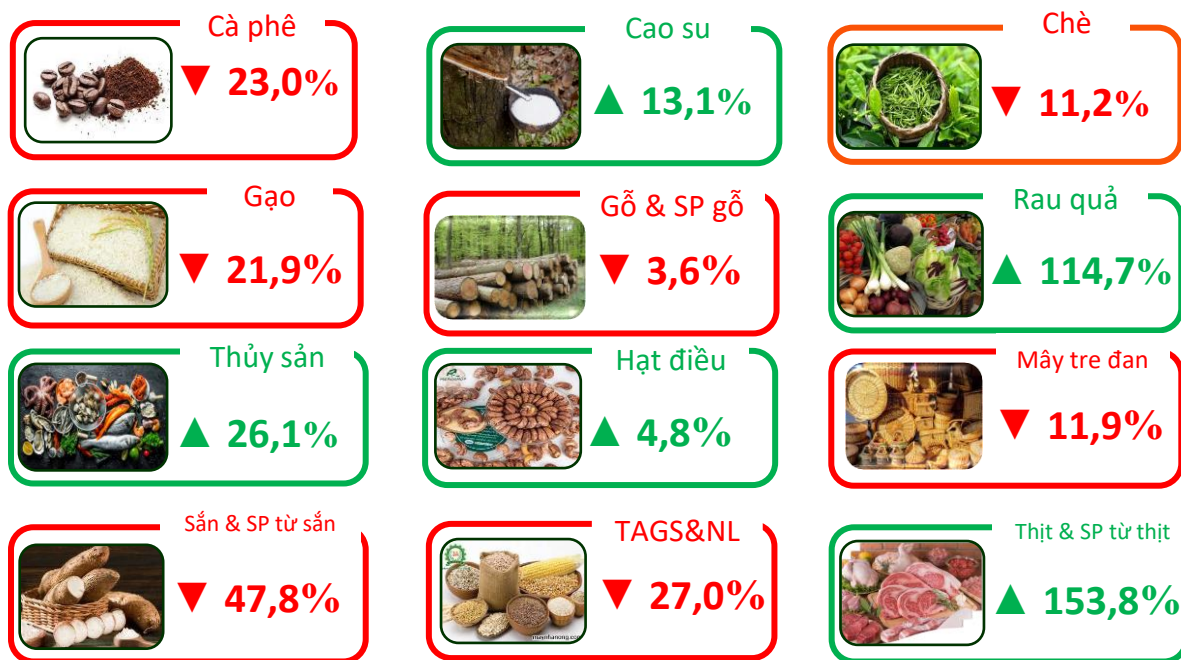 Cà phê
▼ 23,0%
Cao su
▲ 13,1%
Chè
▼ 11,2%
Gạo
▼ 21,9%
Gỗ & SP gỗ
▼ 3,6%
Rau quả
▲ 114,7%
Thủy sản
▲ 26,1%
Hạt điều
▲ 4,8%
Mây tre đan
▼ 11,9%
Sắn & SP từ sắn
▼ 47,8%
TAGS&NL
▼ 27,0%
maynhanong.com
Thịt & SP từ thịt
▲ 153,8%